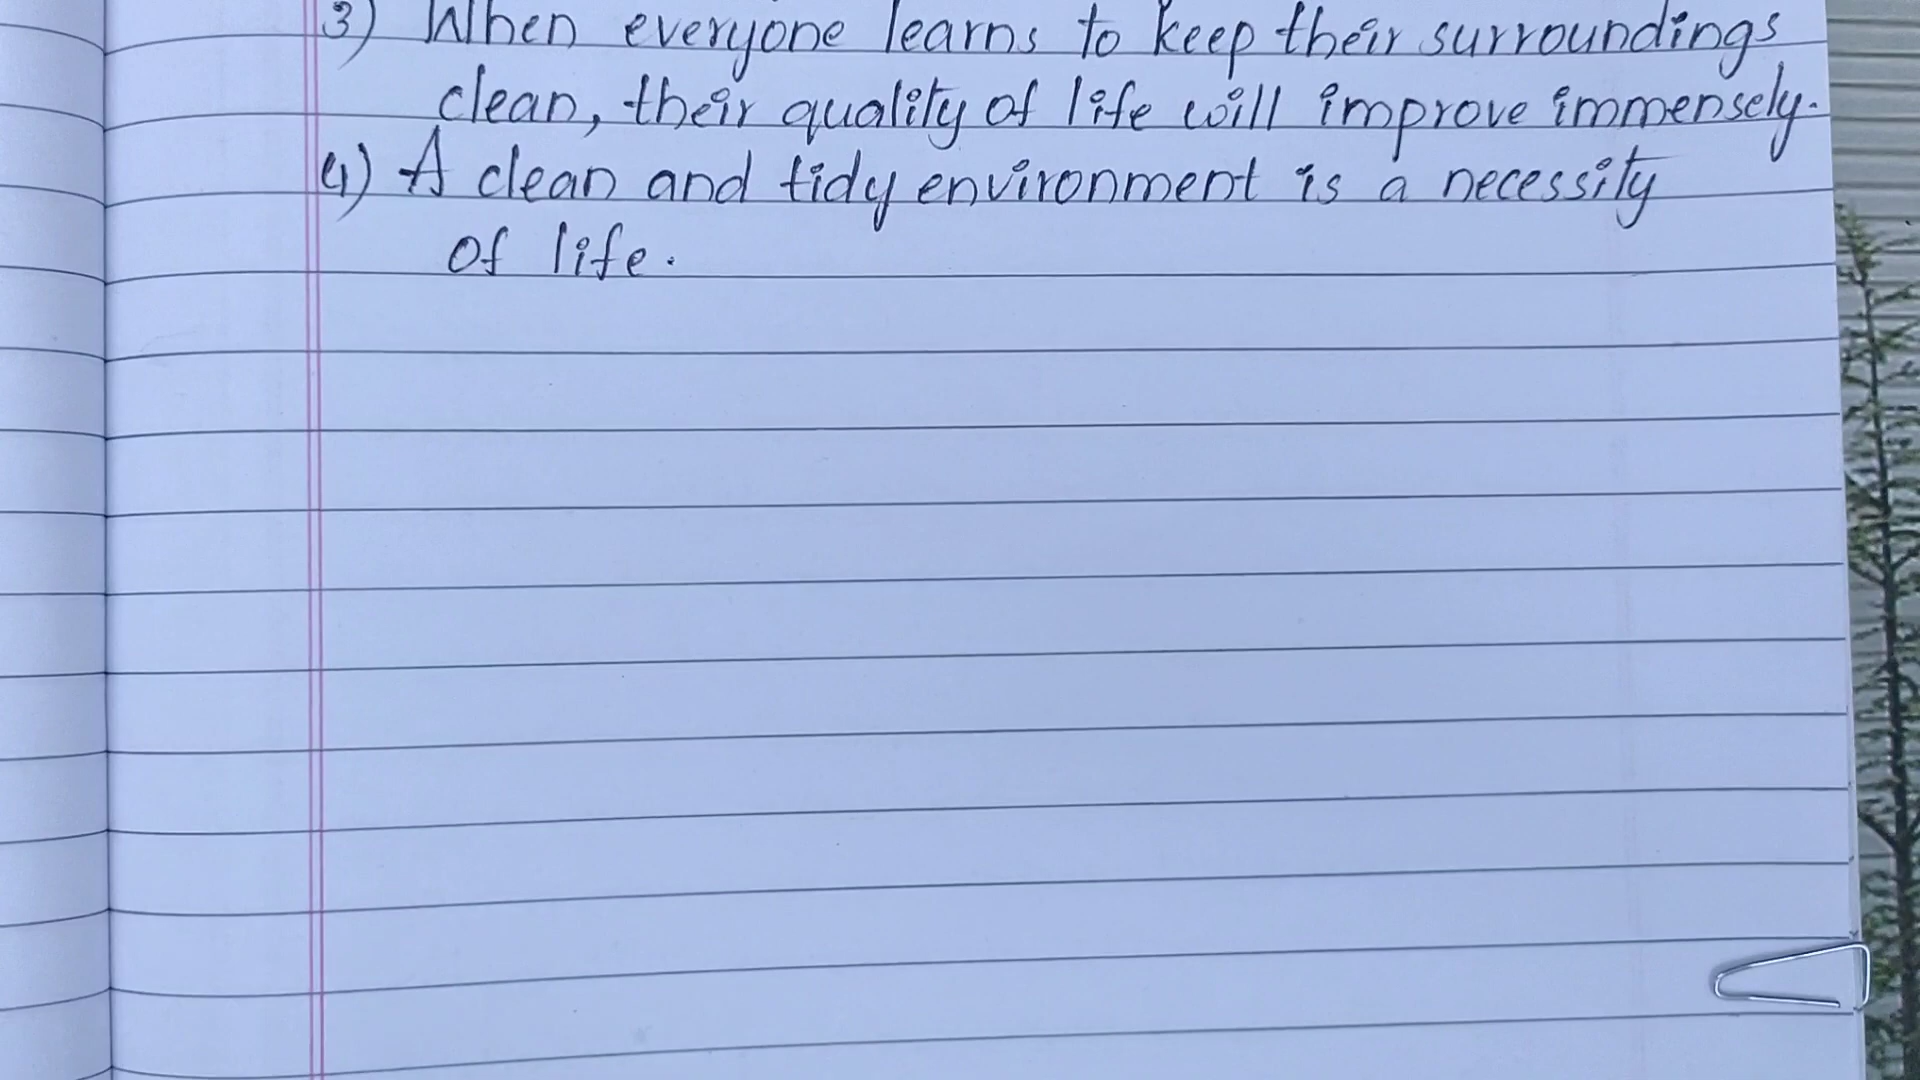 3) When everyone learns to keep their surroundings
clean, their quality of life will improve immensely.
4) A clean and tidy environment is a necessity
of life.